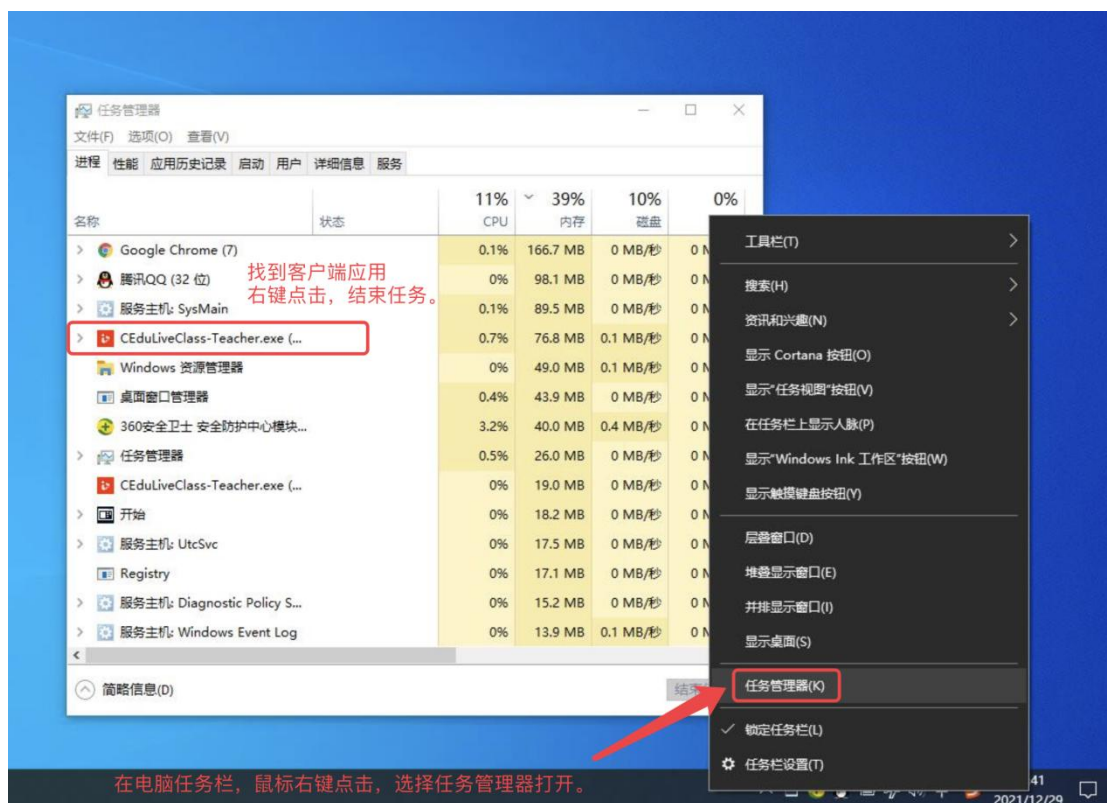 任务管理器
文件(F) 选项(O) 查看(V)
进程 性能 应用历史记录 启动 用户 详细信息 服务
11% 39% 10% 0%
名称 状态 CPU 内存 磁盘
Google Chrome (7) 0.1% 166.7 MB 0 MB/秒 0
腾讯QQ (32 位) 0% 98.1 MB 0 MB/秒 0
找到客户端应用
右键点击，结束任务。
服务主机: SysMain 0.1% 89.5 MB 0 MB/秒 0
CEduLiveClass-Teacher.exe (... 0.7% 76.8 MB 0.1 MB/秒 0
Windows 资源管理器 0% 49.0 MB 0.1 MB/秒 0
桌面窗口管理器 0.4% 43.9 MB 0 MB/秒 0
360安全卫士 安全防护中心模块... 3.2% 40.0 MB 0.4 MB/秒 0
任务管理器 0.5% 26.0 MB 0 MB/秒 0
CEduLiveClass-Teacher.exe (... 0% 19.0 MB 0 MB/秒 0
开始 0% 18.2 MB 0 MB/秒 0
服务主机: UtcSvc 0% 17.5 MB 0 MB/秒 0
Registry 0% 17.1 MB 0 MB/秒 0
服务主机: Diagnostic Policy S... 0% 15.2 MB 0 MB/秒 0
服务主机: Windows Event Log 0% 13.9 MB 0.1 MB/秒 0
简略信息(D)
结束
工具栏(T)
搜索(H)
资讯和兴趣(N)
显示 Cortana 按钮(O)
显示"任务视图"按钮(V)
在任务栏上显示人脉(P)
显示"Windows Ink 工作区"按钮(W)
显示触摸键盘按钮(Y)
层叠窗口(D)
堆叠显示窗口(E)
并排显示窗口(I)
显示桌面(S)
任务管理器(K)
锁定任务栏(L)
任务栏设置(T)
在电脑任务栏，鼠标右键点击，选择任务管理器打开。
41
2021/12/29